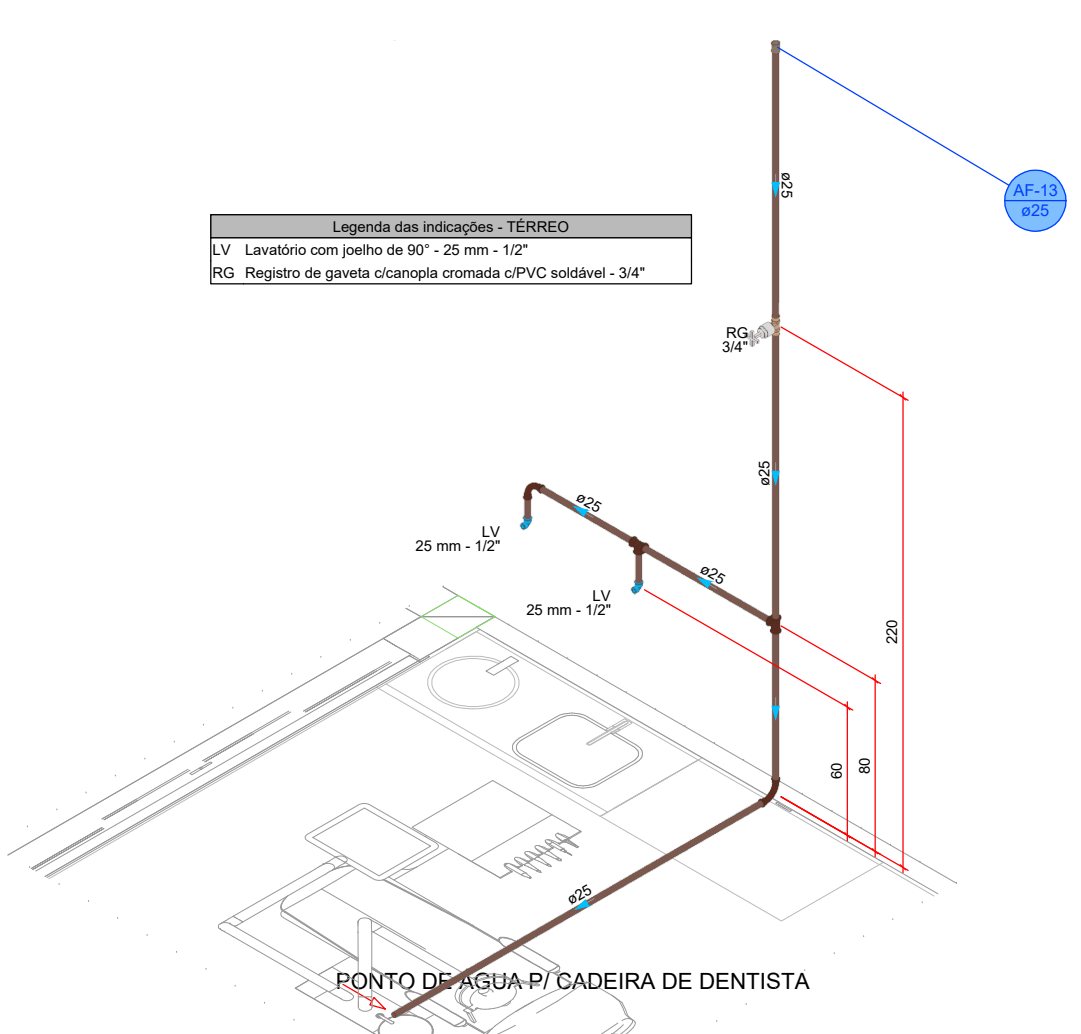 AF-13
ø25
ø25
Legenda das indicações - TÉRREO
LV Lavatório com joelho de 90° - 25 mm - 1/2"
RG Registro de gaveta c/canopla cromada c/PVC soldável - 3/4"
RG
3/4"
ø25
ø25
LV
25 mm - 1/2"
ø25
LV
25 mm - 1/2"
220
60
80
ø25
PONTO DE AGUA P/ CADEIRA DE DENTISTA